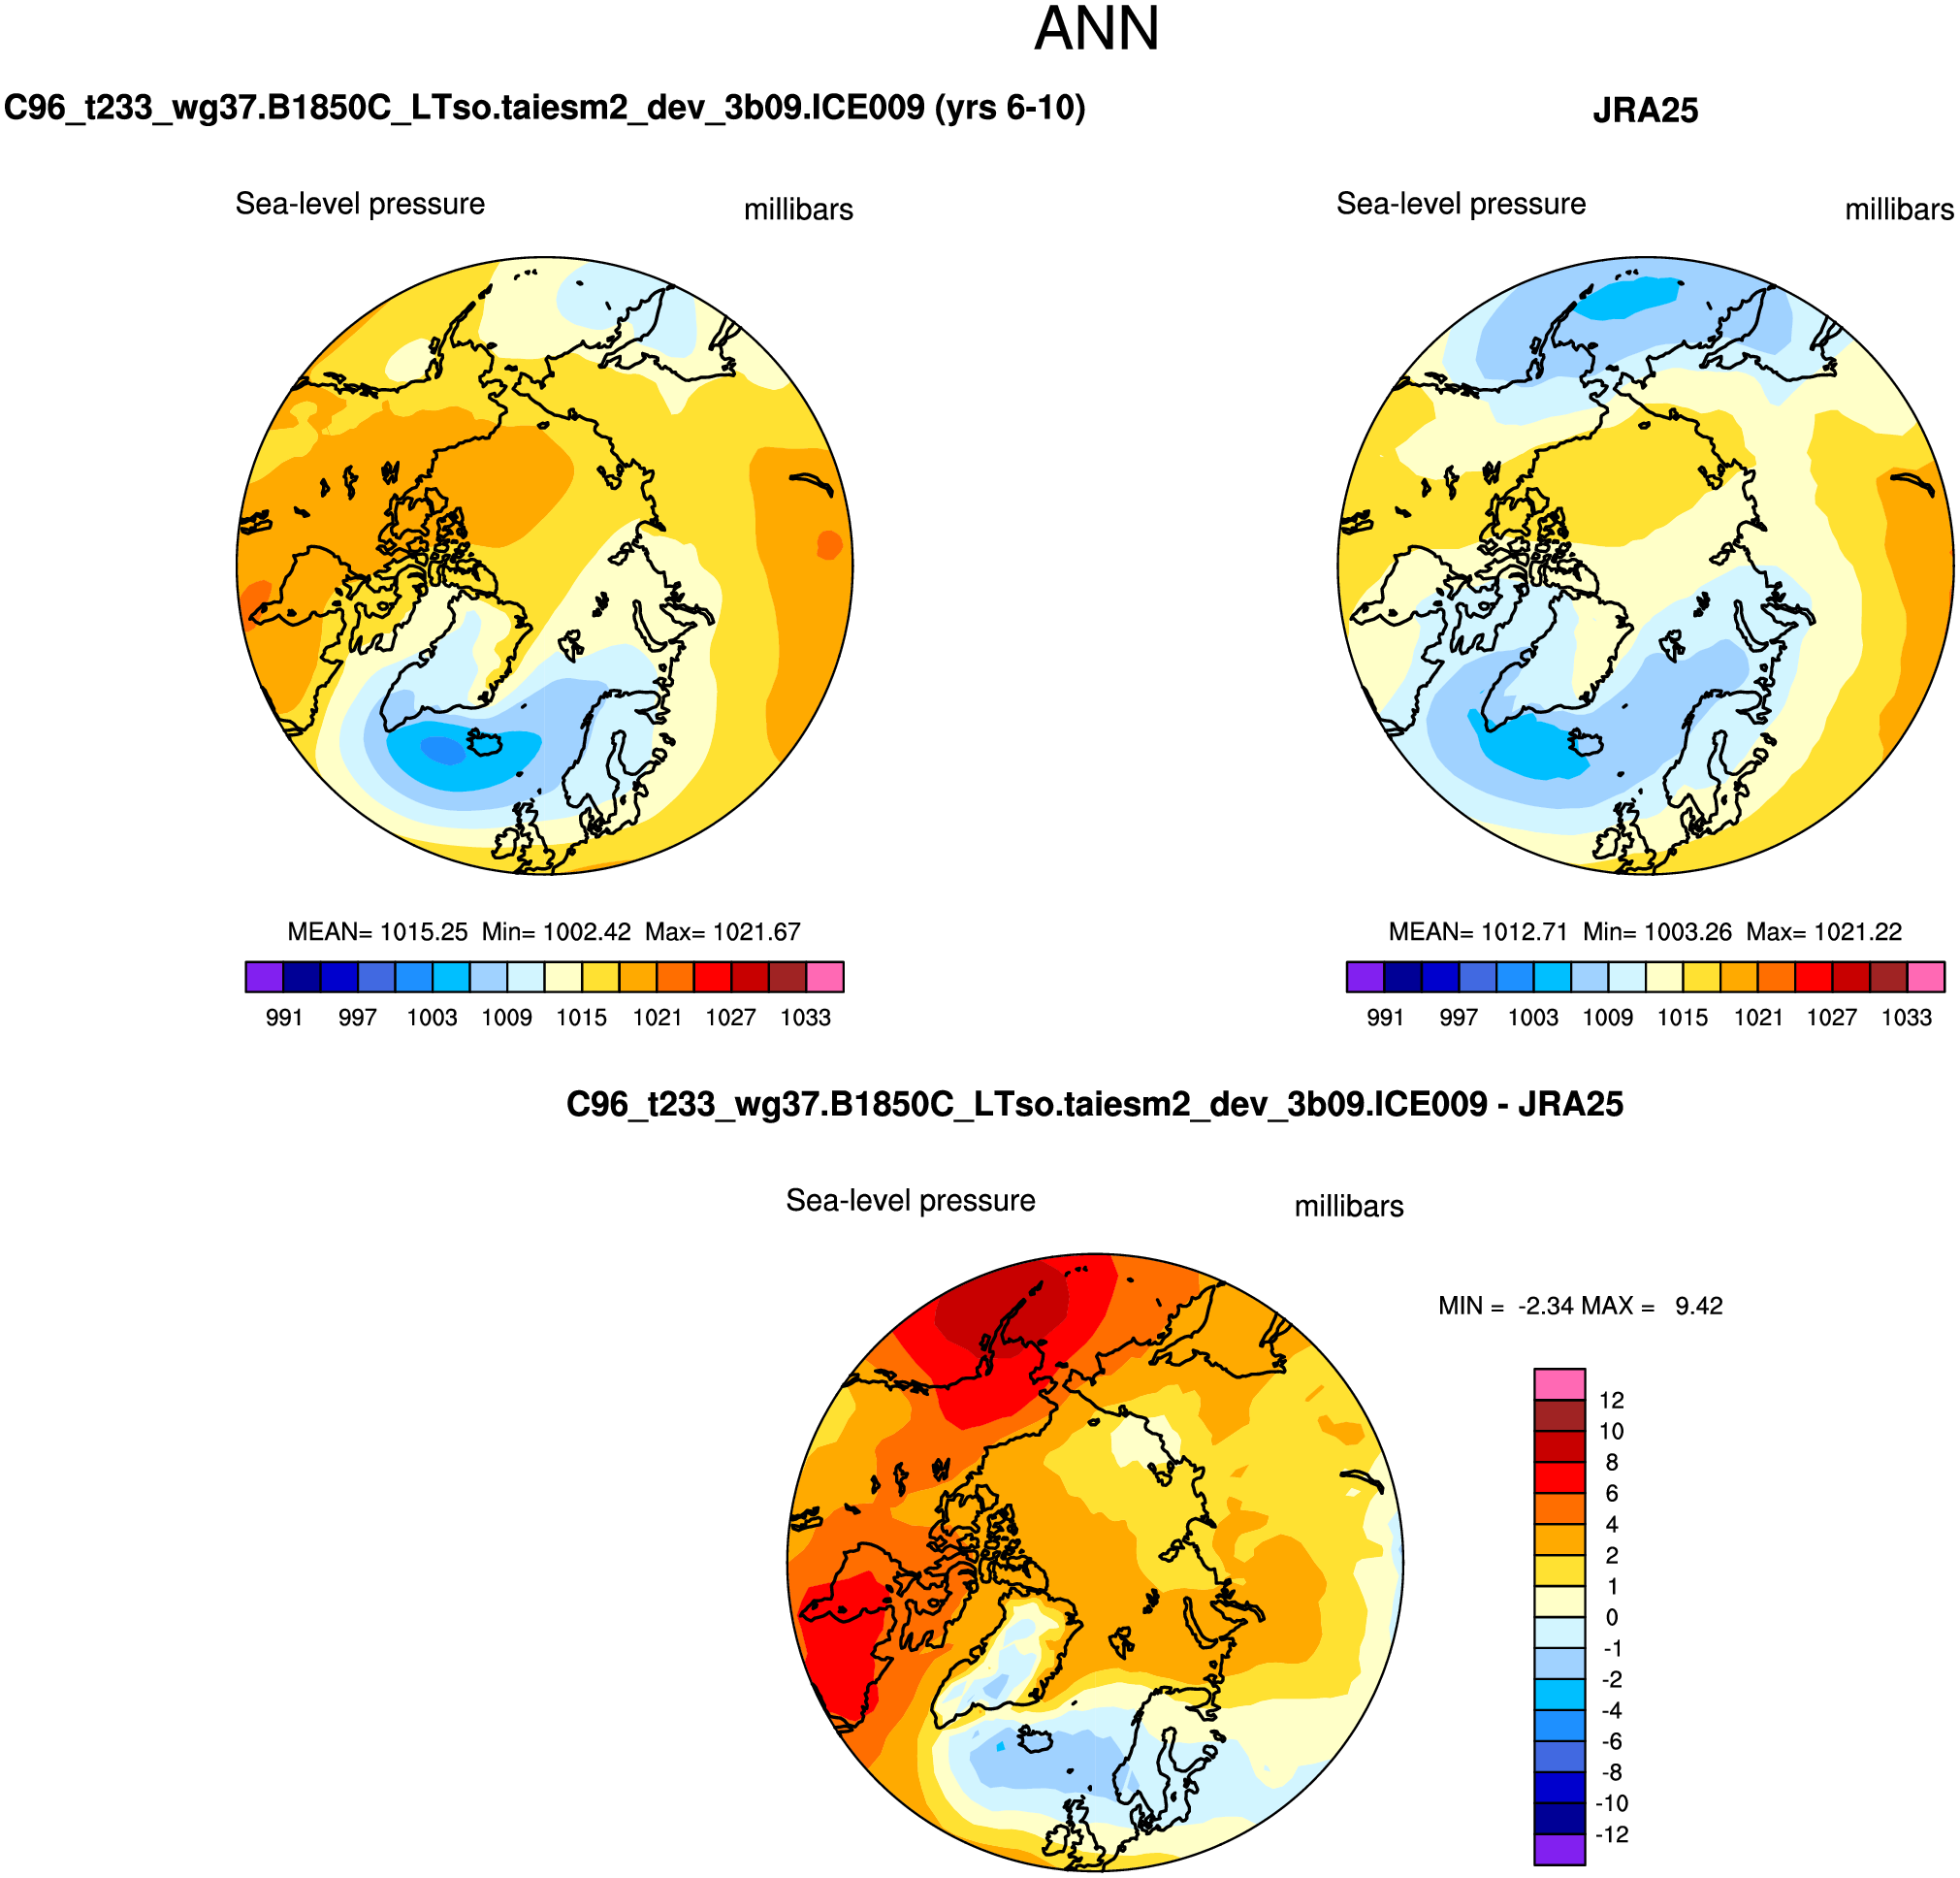 ANN
C96_t233_wg37.B1850C_LTso.taiesm2_dev_3b09.ICE009 (yrs 6-10)
JRA25
Sea-level pressure millibars
Sea-level pressure millibars
MEAN= 1015.25 Min= 1002.42 Max= 1021.67
991 997 1003 1009 1015 1021 1027 1033
MEAN= 1012.71 Min= 1003.26 Max= 1021.22
991 997 1003 1009 1015 1021 1027 1033
C96_t233_wg37.B1850C_LTso.taiesm2_dev_3b09.ICE009 - JRA25
Sea-level pressure millibars
MIN = -2.34 MAX = 9.42
12
10
8
6
4
2
1
0
-1
-2
-4
-6
-8
-10
-12